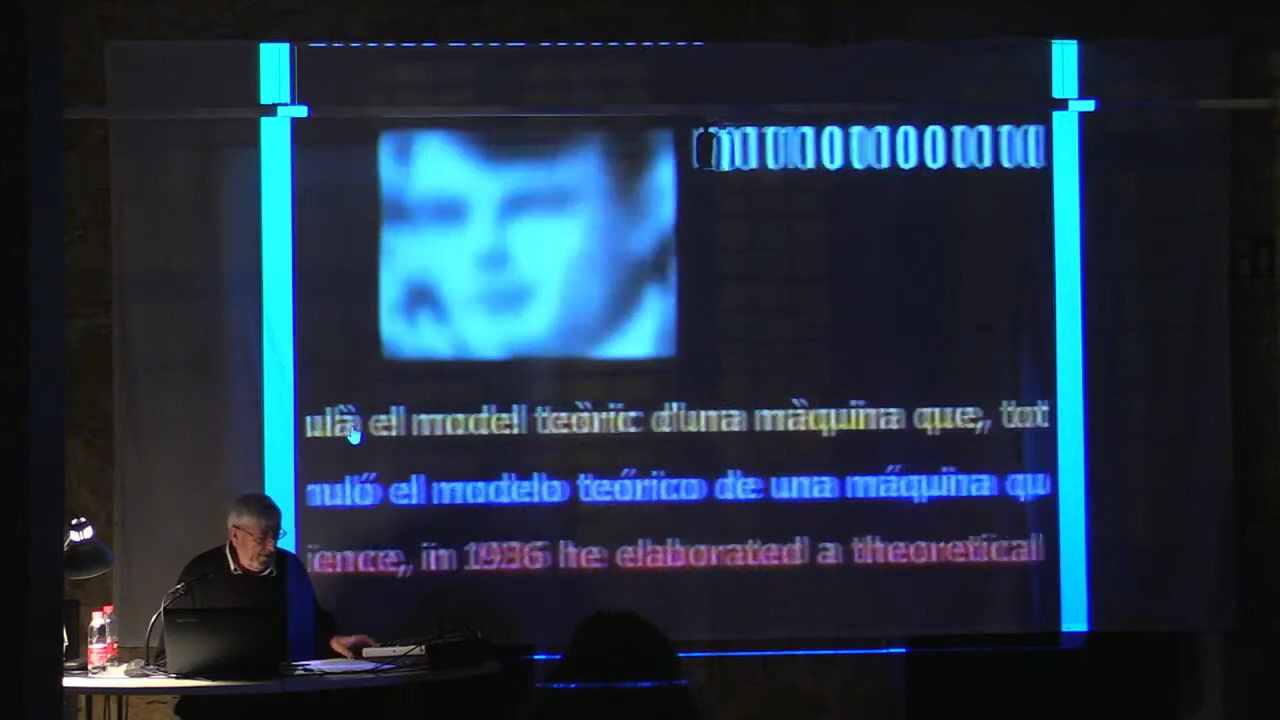 ulà el model teòric d'una màquina que, tot
muló el modelo teórico de una máquina qu
ience, in 1936 he elaborated a theoretical